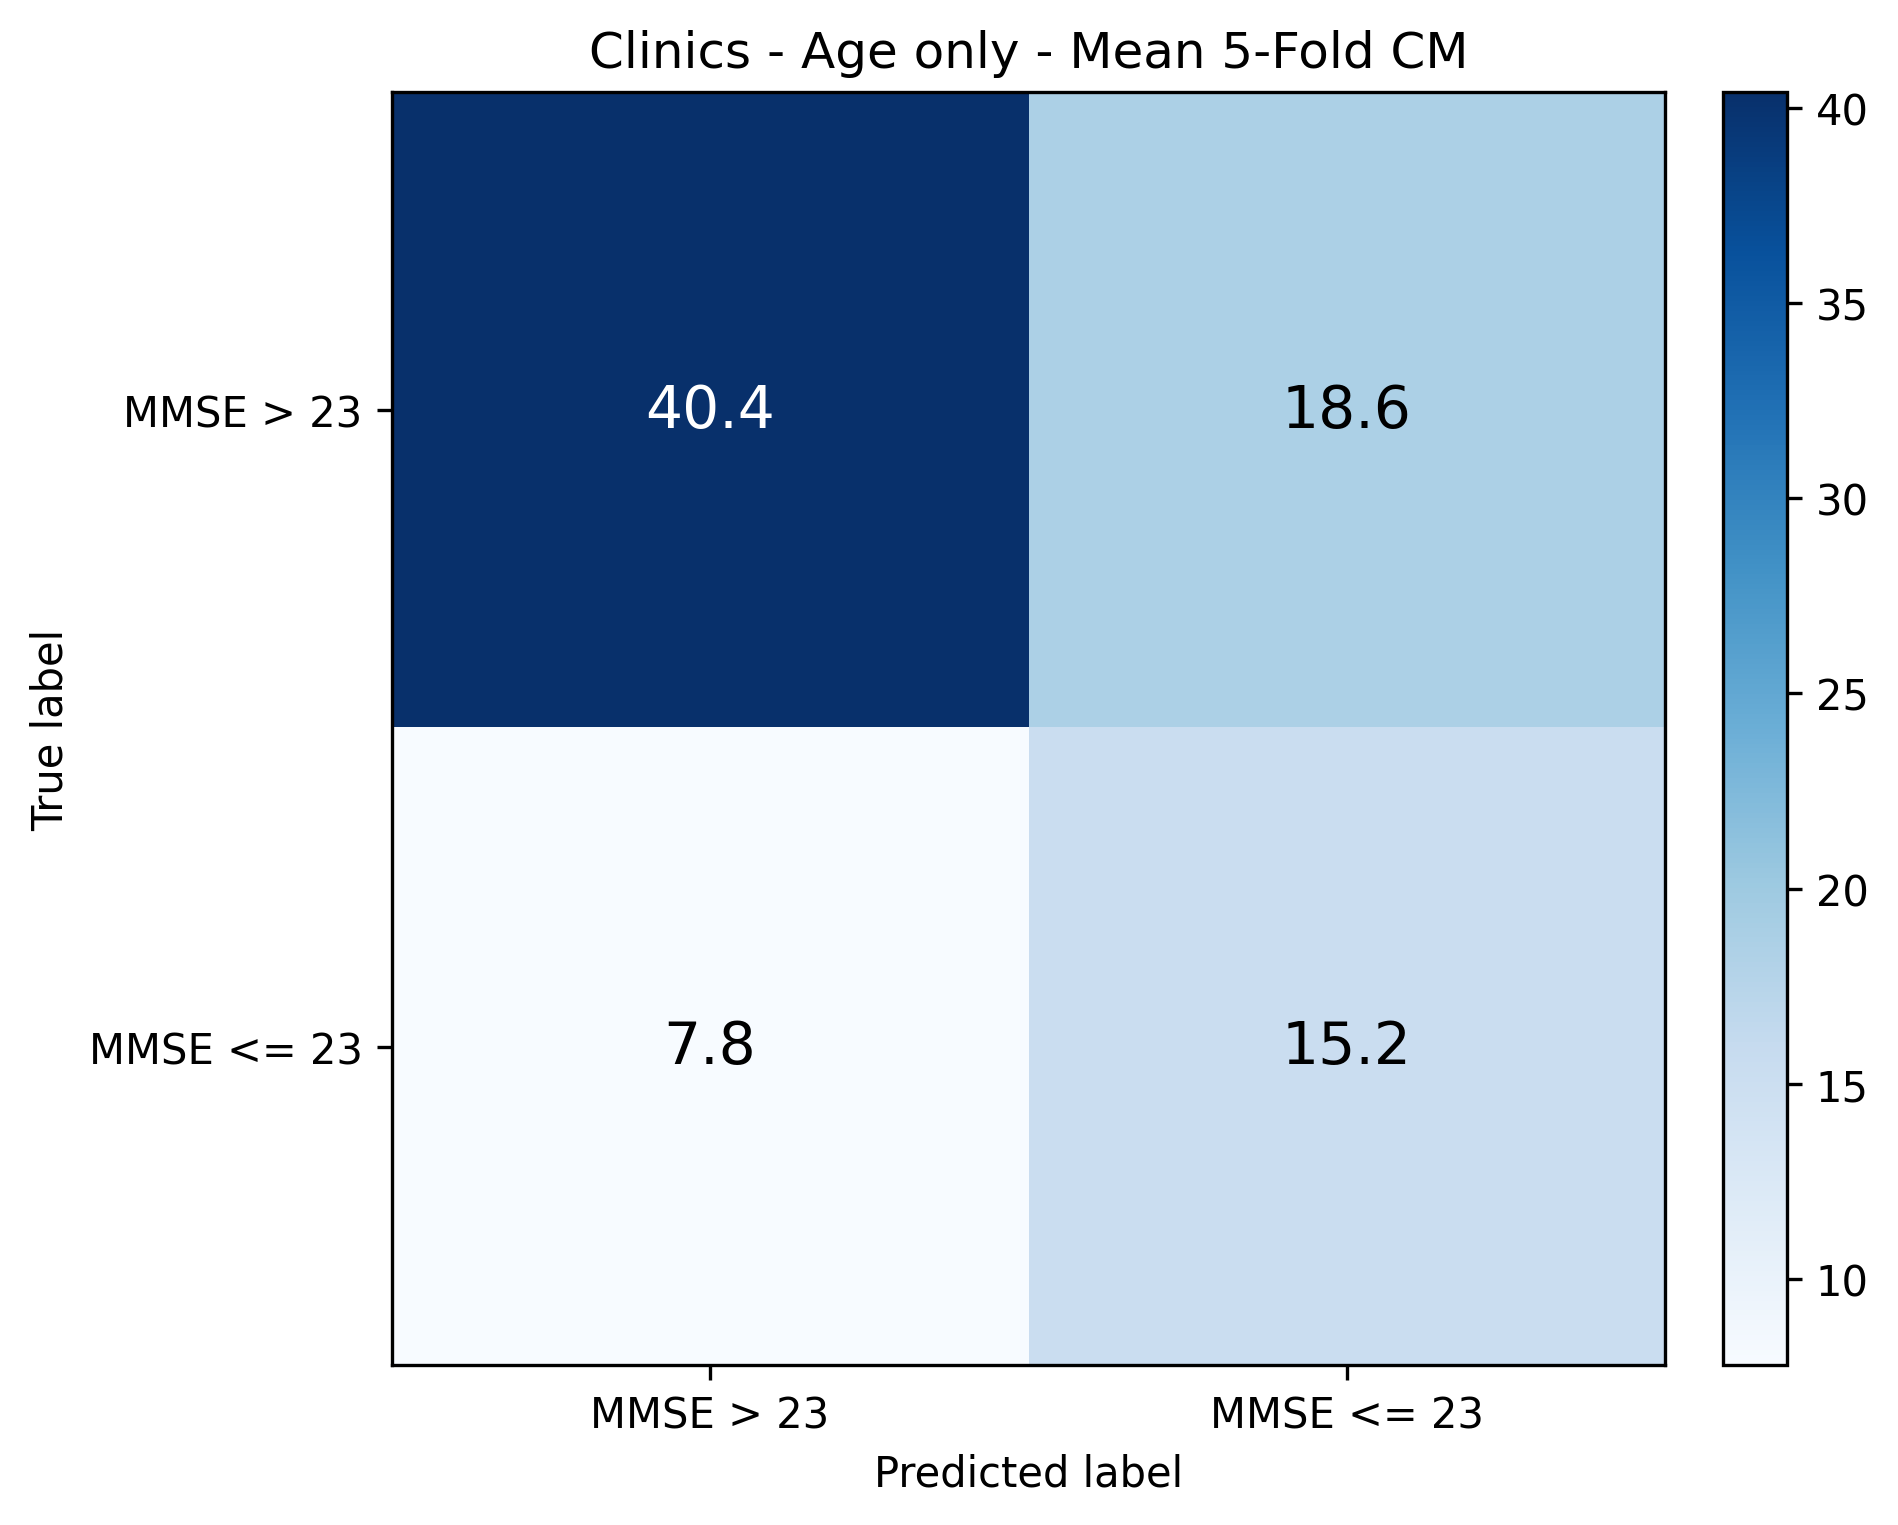 Clinics - Age only - Mean 5-Fold CM
True label
MMSE > 23
MMSE <= 23
40.4
18.6
7.8
15.2
MMSE > 23
MMSE <= 23
Predicted label
40
35
30
25
20
15
10